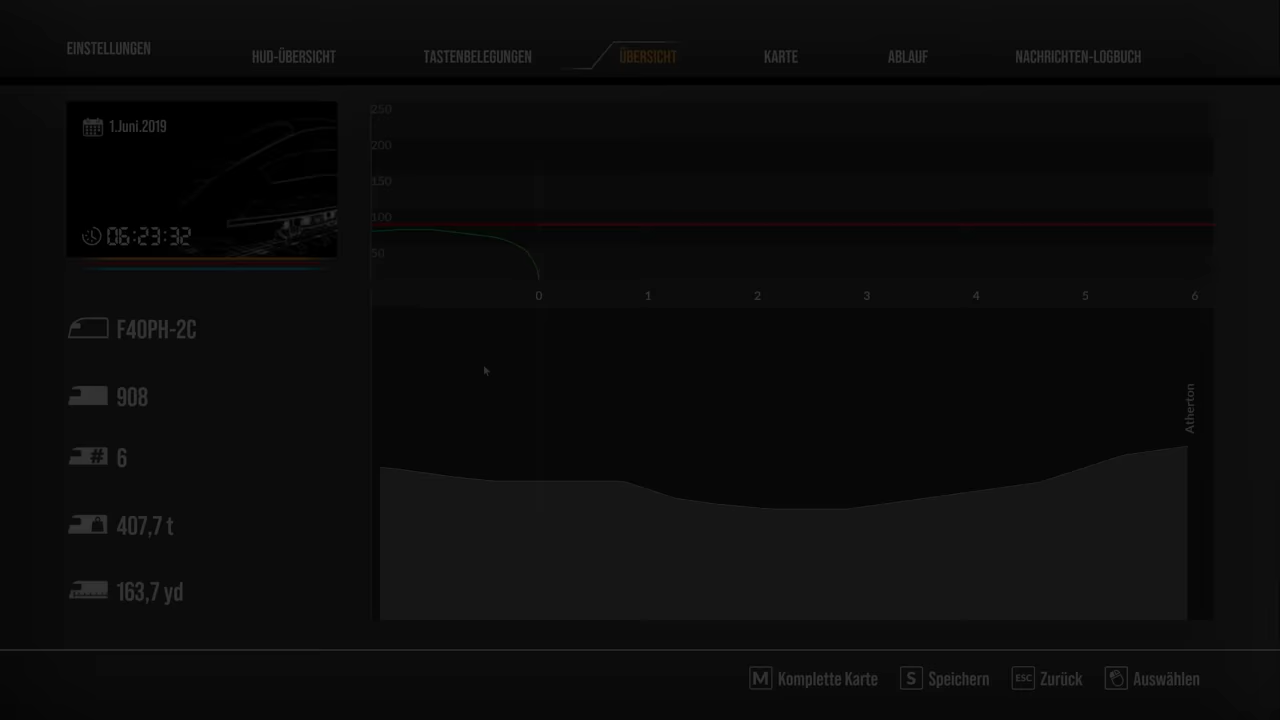 EINSTELLUNGEN
HUD-ÜBERSICHT
TASTENBELEGUNGEN
ÜBERSICHT
KARTE
ABLAUF
NACHRICHTEN-LOGBUCH
1.Juni.2019
06:23:32
F40PH-2C
908
# 6
407,7 t
163,7 yd
250
200
150
100
50
0 1 2 3 4 5 6
Atherton
M Komplette Karte
S Speichern
ESC Zurück
Auswählen